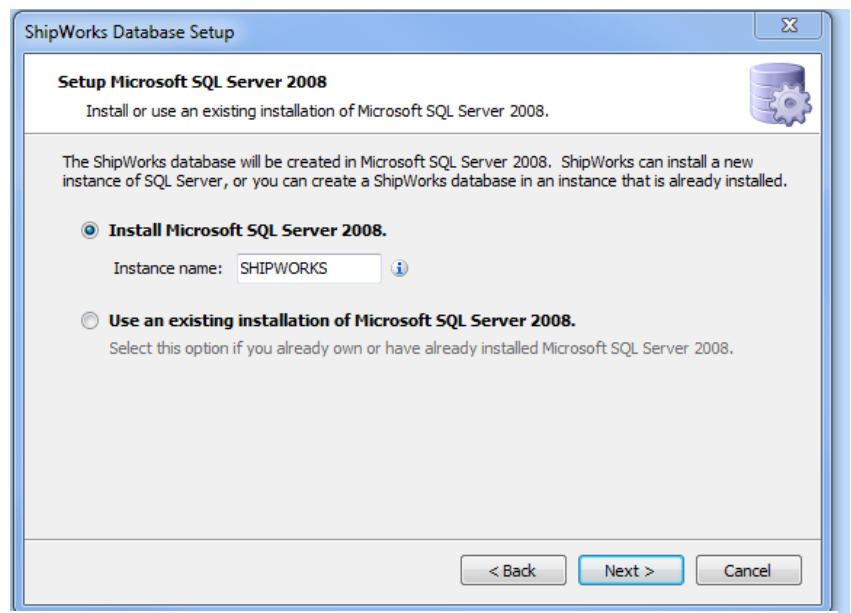 ShipWorks Database Setup
Setup Microsoft SQL Server 2008
Install or use an existing installation of Microsoft SQL Server 2008.
The ShipWorks database will be created in Microsoft SQL Server 2008.  ShipWorks can install a new
instance of SQL Server, or you can create a ShipWorks database in an instance that is already installed.
Install Microsoft SQL Server 2008.
Instance name: SHIPWORKS
Use an existing installation of Microsoft SQL Server 2008.
Select this option if you already own or have already installed Microsoft SQL Server 2008.
< Back Next > Cancel